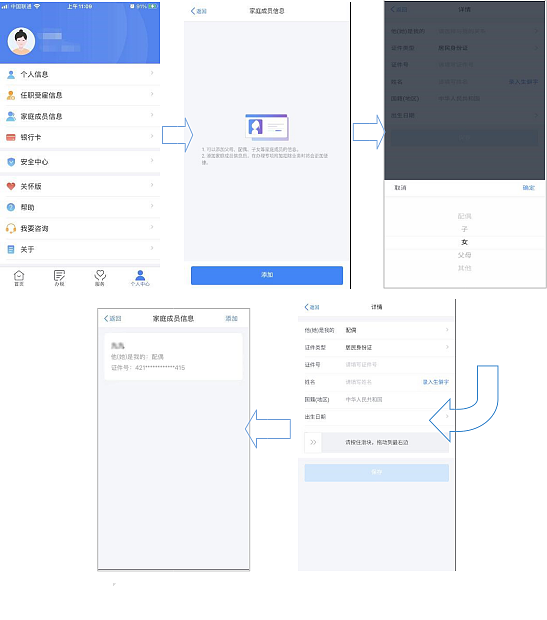 中国联通
上午11:09
81%
个人信息
任职受雇信息
家庭成员信息
银行卡
安全中心
关怀版
帮助
我要咨询
关于
首页
办税
服务
个人中心
返回
家庭成员信息
1. 可以添加父母、配偶、子女等家庭成员的信息。
添加
返回
详情
他(她)是我的
证件类型
居民身份证
证件号
姓名
录入生僻字
国籍(地区)
中华人民共和国
出生日期
取消
确定
配偶
子
女
父母
其他
返回
家庭成员信息
添加
他(她)是我的：配偶
证件号：421************415
返回
详情
他(她)是我的
配偶
证件类型
居民身份证
证件号
请填写证件号
姓名
请填写姓名
录入生僻字
国籍(地区)
中华人民共和国
出生日期
请按住滑块，拖动到最右边